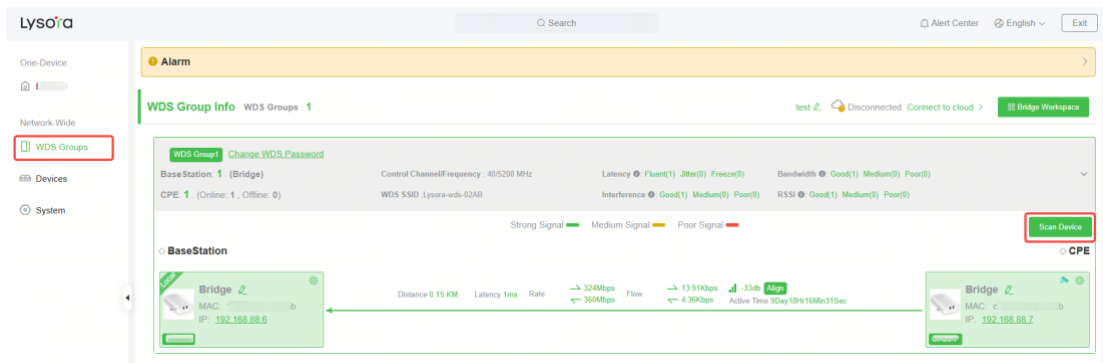 Lysora
Search
Alert Center English Exit
One-Device
Alarm
WDS Group Info WDS Groups : 1
test Disconnected Connect to cloud Bridge Workspace
Network-Wide
WDS Groups
Devices
System
WDS Group1 Change WDS Password
BaseStation: 1 . (Bridge) Control Channel/Frequency : 40/5200 MHz Latency : Fluent(1) Jitter(0) Freeze(0) Bandwidth : Good(1) Medium(0) Poor(0)
CPE: 1 . (Online: 1 , Offline: 0) WDS SSID :Lysora-wds-02AB Interference : Good(1) Medium(0) Poor(0) RSSI : Good(1) Medium(0) Poor(0)
Strong Signal Medium Signal Poor Signal
Scan Device
BaseStation CPE
Local
Bridge
MAC: b
IP: 192.168.88.6
Distance 0.15 KM Latency 1ms Rate 324Mbps 360Mbps Flow 13.91Kbps 4.36Kbps -33db Align
Active Time 9Day18Hr16Min315ec
Bridge
MAC: c b
IP: 192.168.88.7